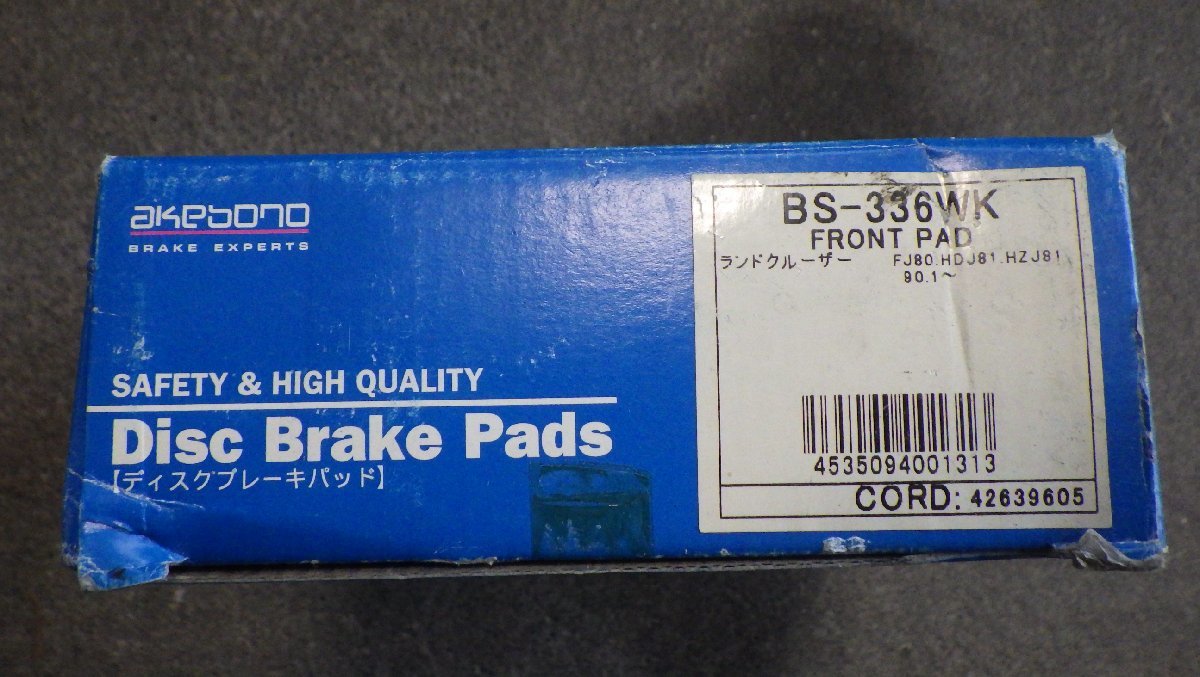 akebono
BRAKE EXPERTS
SAFETY & HIGH QUALITY
Disc Brake Pads
【ディスクブレーキパッド】
BS-336WK
FRONT PAD
ランドクルーザー FJ80.HDJ81.HZJ81
90.1～
4535094001313
CORD: 42639605